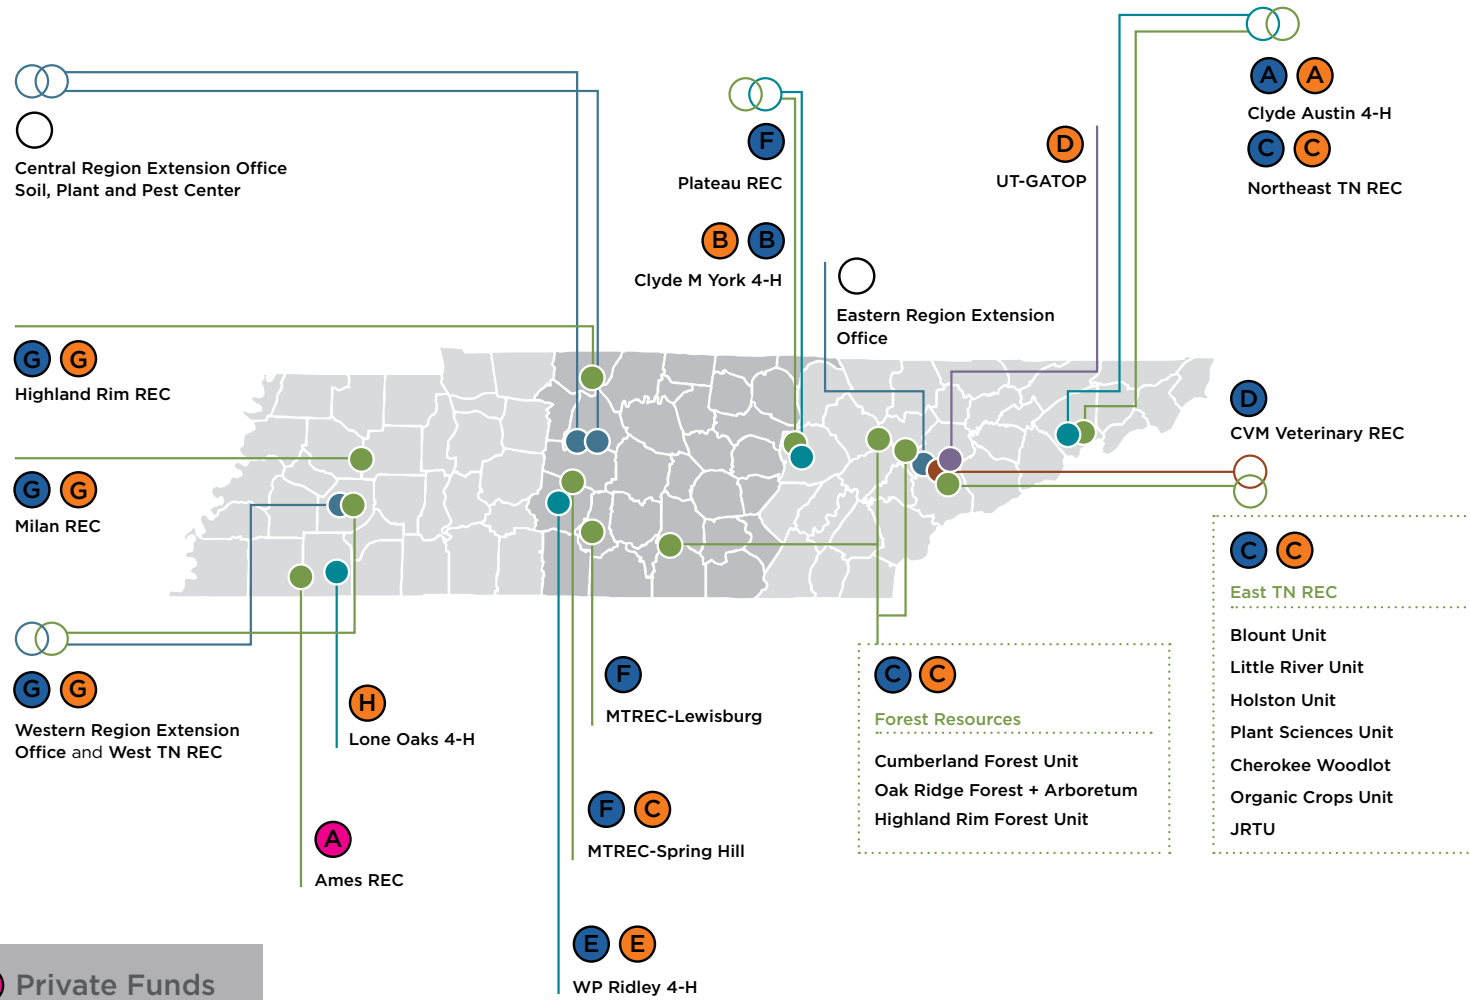 A A
Clyde Austin 4-H
C C
Northeast TN REC
Central Region Extension Office
Soil, Plant and Pest Center
F
Plateau REC
B B
Clyde M York 4-H
D
UT-GATOP
Eastern Region Extension
Office
G G
Highland Rim REC
D
CVM Veterinary REC
G G
Milan REC
C C
East TN REC
Blount Unit
Little River Unit
Holston Unit
Plant Sciences Unit
Cherokee Woodlot
Organic Crops Unit
JRTU
G G
Western Region Extension
Office and West TN REC
H
Lone Oaks 4-H
F
MTREC-Lewisburg
C C
Forest Resources
Cumberland Forest Unit
Oak Ridge Forest + Arboretum
Highland Rim Forest Unit
A
Ames REC
F C
MTREC-Spring Hill
E E
WP Ridley 4-H
Private Funds